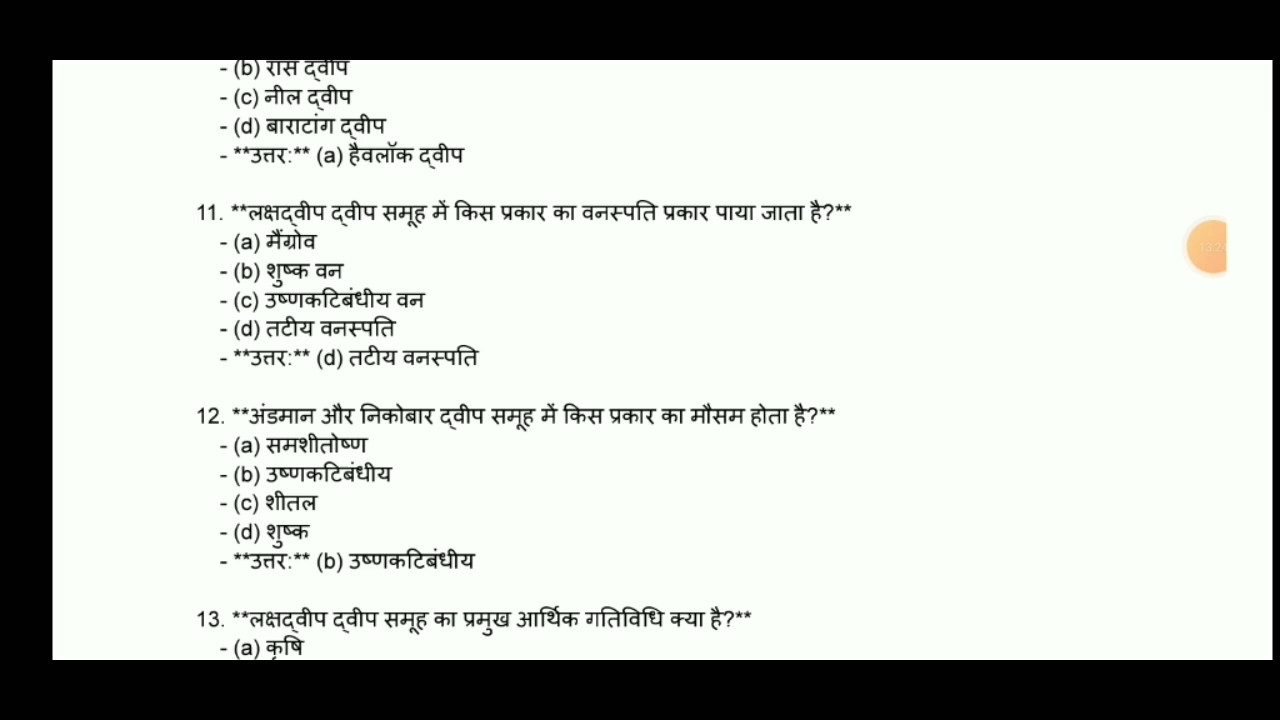 - (b) रास द्वीप
- (c) नील द्वीप
- (d) बाराटांग द्वीप
- **उत्तर:** (a) हैवलॉक द्वीप
11. **लक्षद्वीप द्वीप समूह में किस प्रकार का वनस्पति प्रकार पाया जाता है?**
- (a) मैंग्रोव
- (b) शुष्क वन
- (c) उष्णकटिबंधीय वन
- (d) तटीय वनस्पति
- **उत्तर:** (d) तटीय वनस्पति
12. **अंडमान और निकोबार द्वीप समूह में किस प्रकार का मौसम होता है?**
- (a) समशीतोष्ण
- (b) उष्णकटिबंधीय
- (c) शीतल
- (d) शुष्क
- **उत्तर:** (b) उष्णकटिबंधीय
13. **लक्षद्वीप द्वीप समूह का प्रमुख आर्थिक गतिविधि क्या है?**
- (a) कृषि